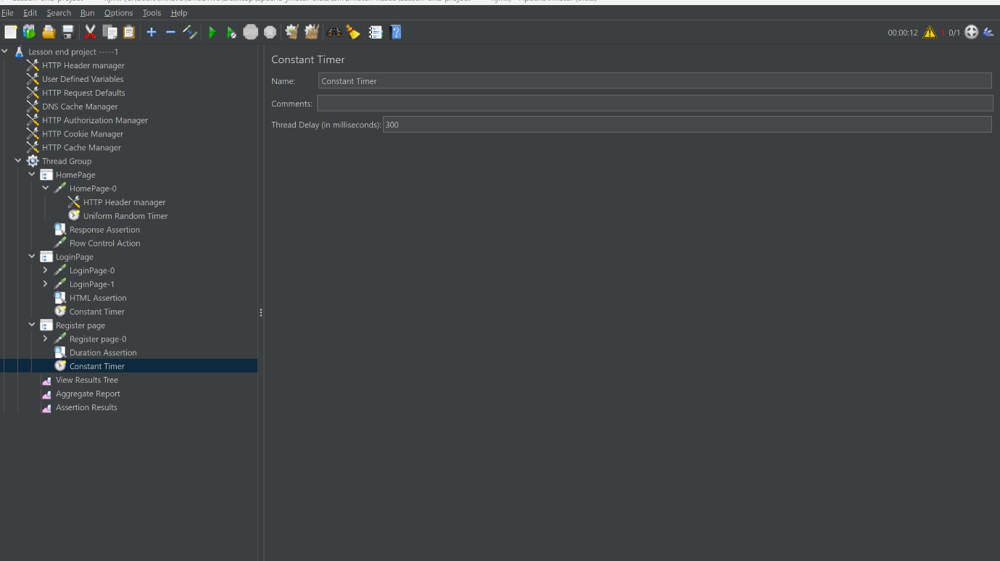 File Edit Search Run Options Tools Help
STOP
00:00:12 1 0/1
Lesson end project -----1
HTTP Header manager
User Defined Variables
HTTP Request Defaults
DNS Cache Manager
HTTP Authorization Manager
HTTP Cookie Manager
HTTP Cache Manager
Thread Group
HomePage
HomePage-0
HTTP Header manager
Uniform Random Timer
Response Assertion
Flow Control Action
LoginPage
LoginPage-0
LoginPage-1
HTML Assertion
Constant Timer
Register page
Register page-0
Duration Assertion
Constant Timer
View Results Tree
Aggregate Report
Assertion Results
Constant Timer
Name: Constant Timer
Comments:
Thread Delay (in milliseconds): 300